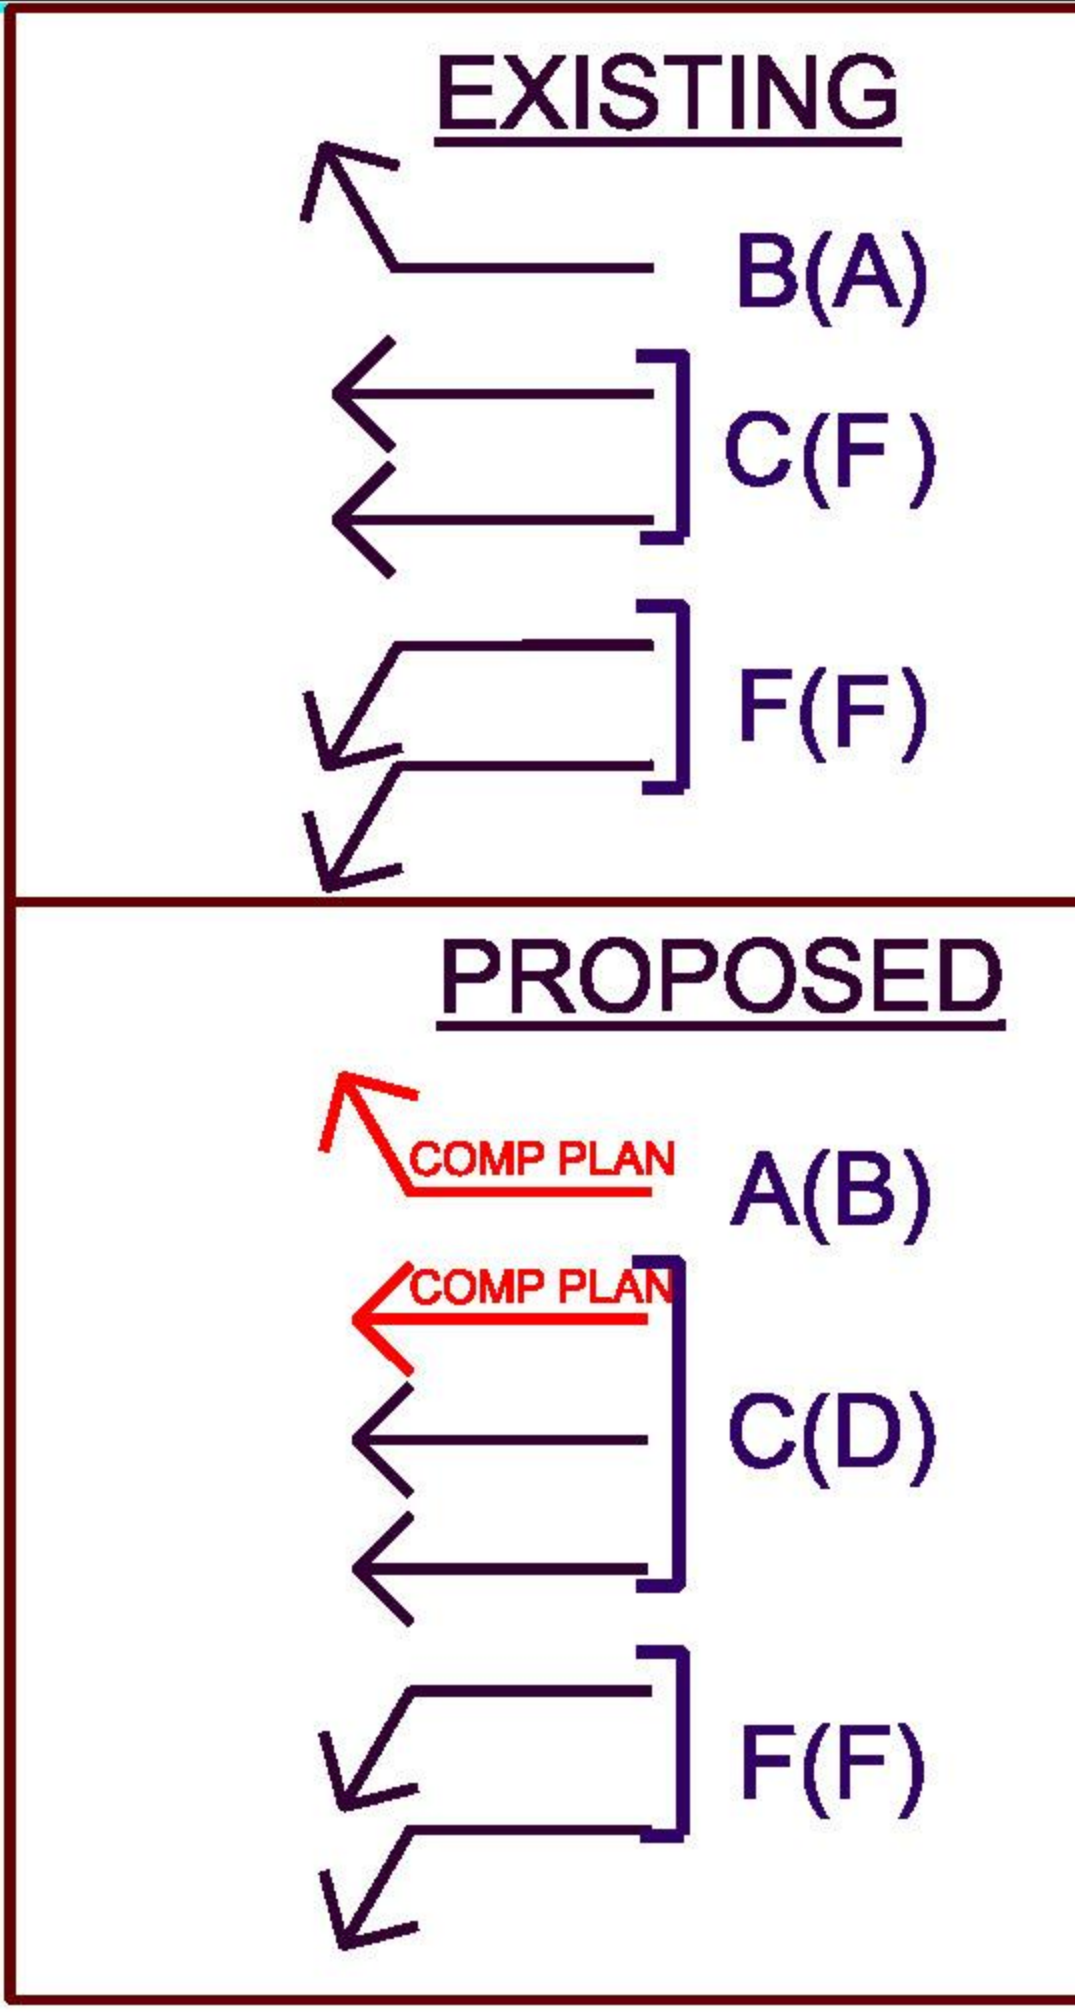 EXISTING
B(A)
C(F)
F(F)
PROPOSED
COMP PLAN
A(B)
COMP PLAN
C(D)
F(F)